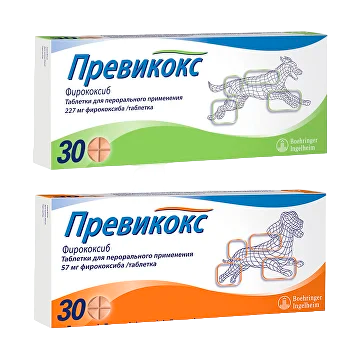 Превикокс
Фирококсиб
Таблетки для перорального применения
227 мг фирококсиба /таблетка
30
Boehringer
Ingelheim
Превикокс
Фирококсиб
Таблетки для перорального применения
57 мг фирококсиба /таблетка
30
Boehringer
Ingelheim